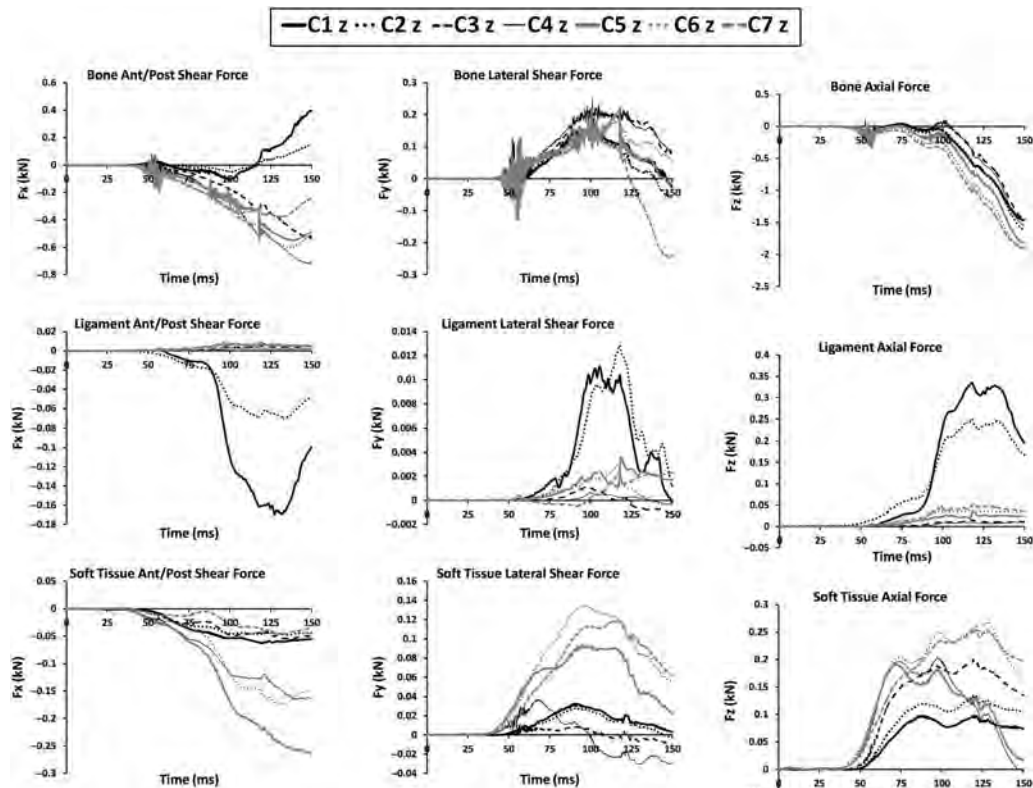 C1 z C2 z C3 z C4 z C5 z C6 z C7 z
Bone Ant/Post Shear Force
0.6
0.4
0.2
0
−0.2
−0.4
−0.6
−0.8
0 25 50 75 100 125 150
Fx (kN)
Time (ms)
Bone Lateral Shear Force
0.3
0.2
0.1
0
0.1
0.2
0.3
0 25 50 75 100 125 150
Fy (kN)
Time (ms)
Bone Axial Force
0.5
0
−0.5
-1
−1.5
-2
−2.5
0 25 50 75 100 125 150
Fz (kN)
Time (ms)
Ligament Ant/Post Shear Force
0.02
0
−0.02
−0.04
−0.06
−0.08
−0.1
−0.12
−0.14
−0.16
−0.18
0 25 50 75 100 125 150
Fx (kN)
Time (ms)
Ligament Lateral Shear Force
0.014
0.012
0.01
0.008
0.006
0.004
0.002
0
−0.002
0 25 50 75 100 125 150
Fy (kN)
Time (ms)
Ligament Axial Force
0.4
0.35
0.3
0.25
0.2
0.15
0.1
0.05
0
−0.05
0 25 50 75 100 125 150
Fz (kN)
Time (ms)
Soft Tissue Ant/Post Shear Force
0.05
0
−0.05
−0.1
−0.15
−0.2
−0.25
−0.3
0 25 50 75 100 125 150
Fx (kN)
Time (ms)
Soft Tissue Lateral Shear Force
0.16
0.14
0.12
0.1
0.08
0.06
0.04
0.02
0
−0.02
−0.04
0 25 50 75 100 125 150
Fy (kN)
Time (ms)
Soft Tissue Axial Force
0.3
0.25
0.2
0.15
0.1
0.05
0
0 25 50 75 100 125 150
Fz (kN)
Time (ms)